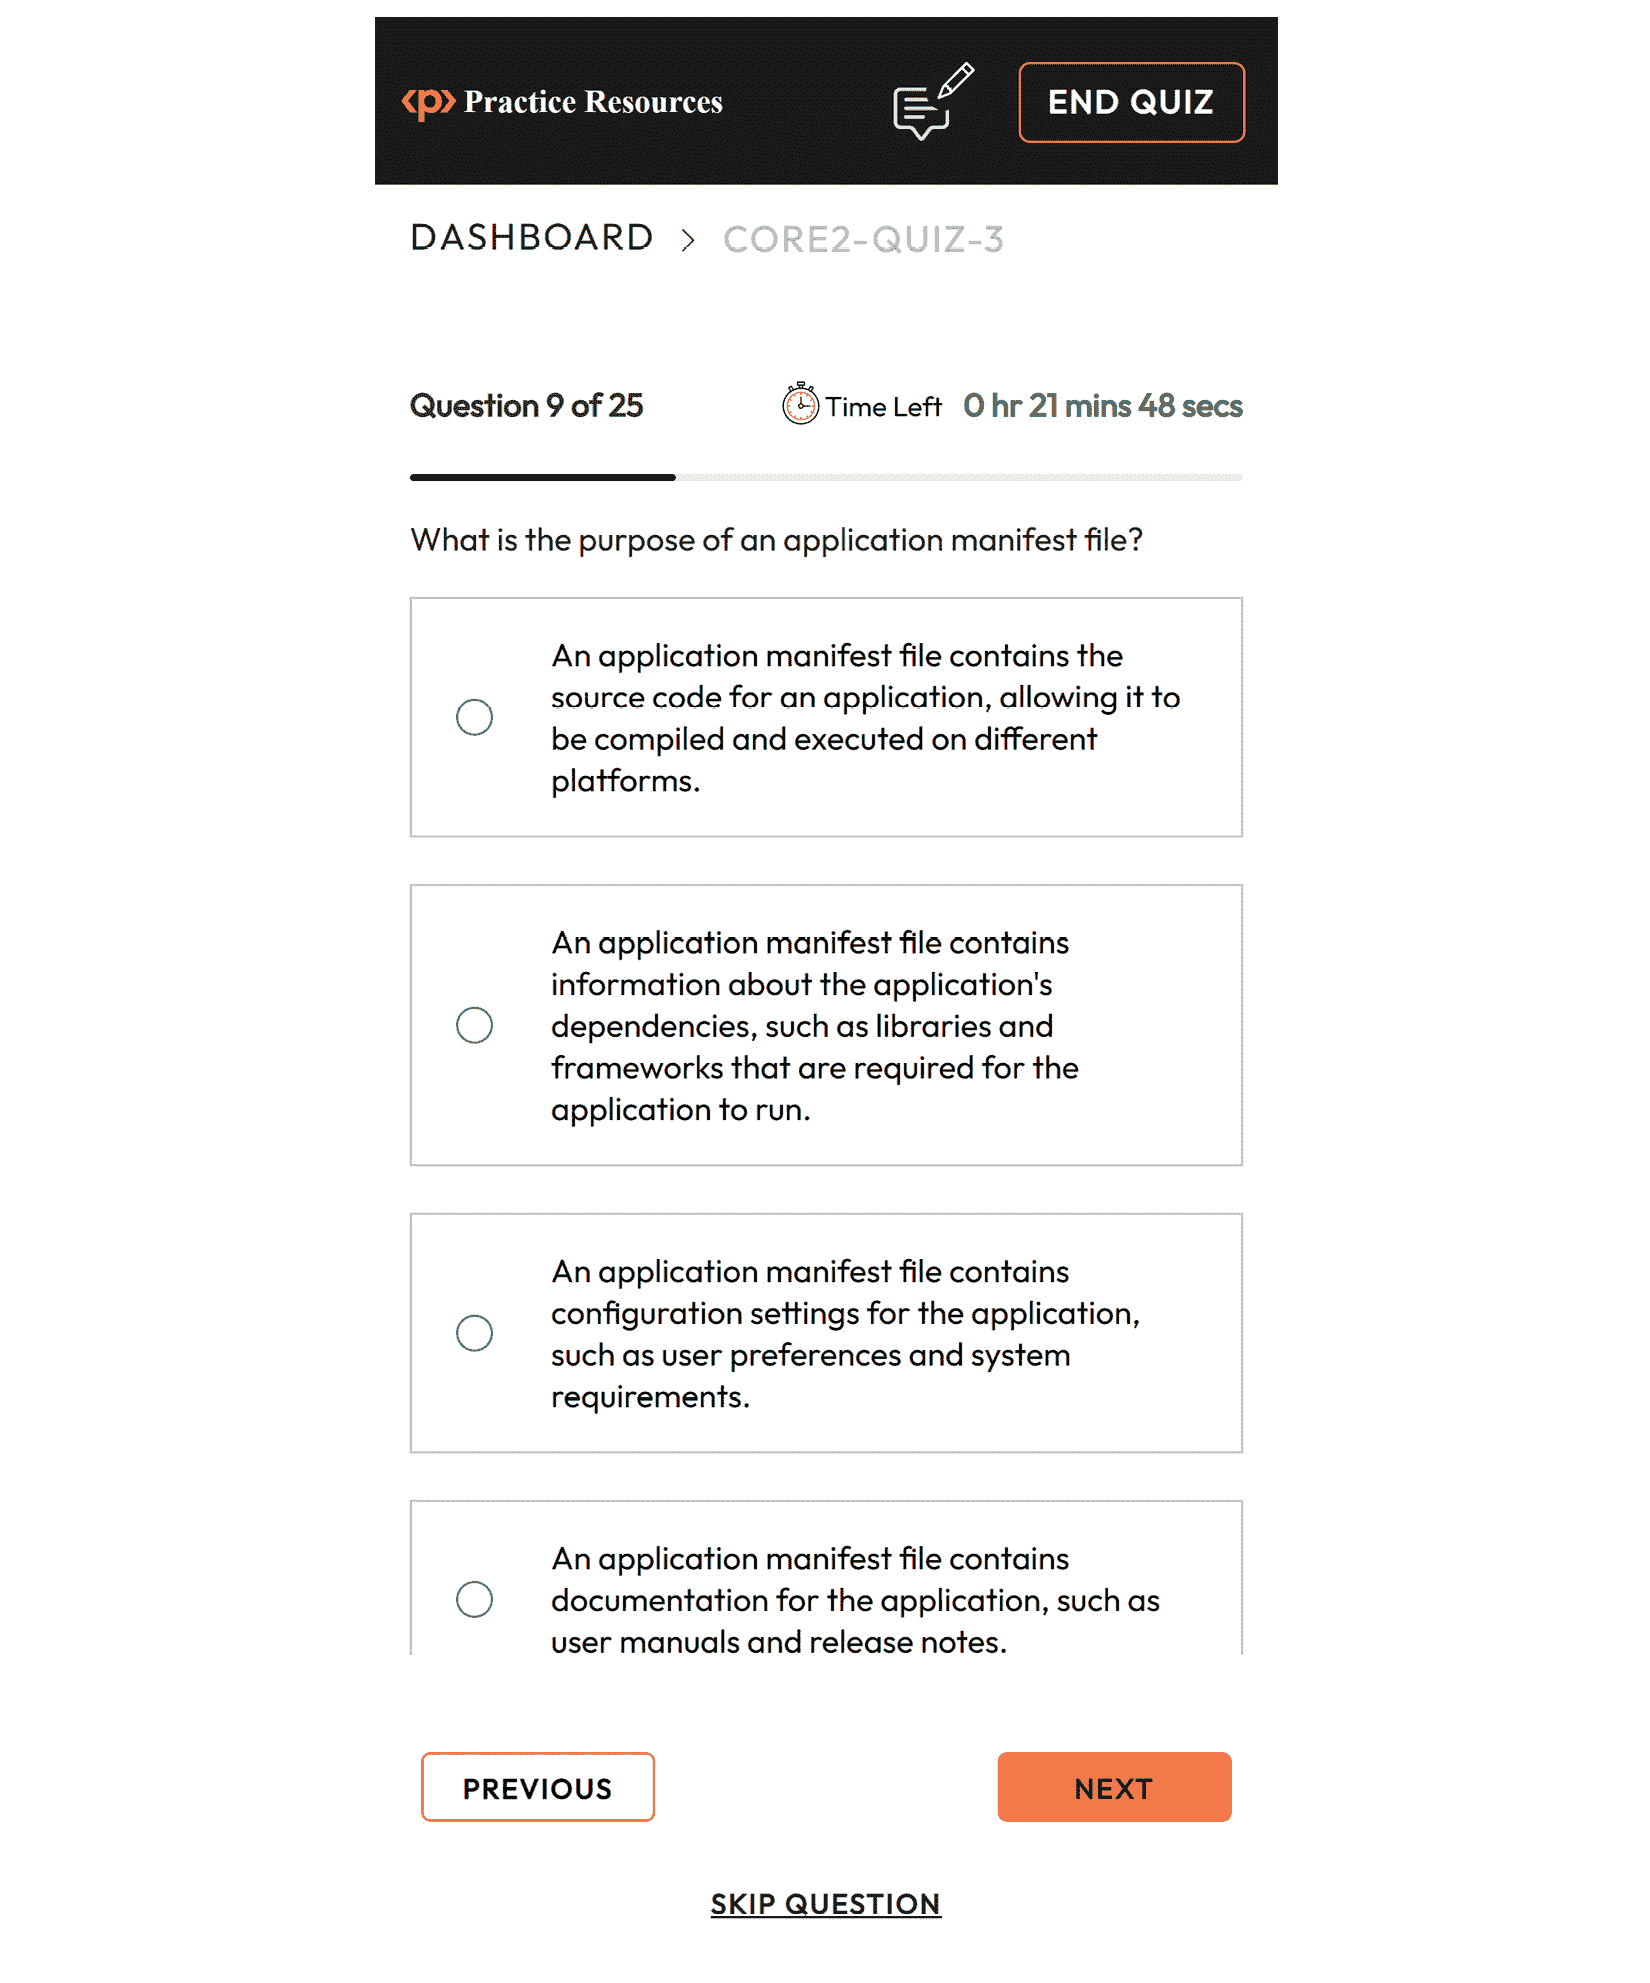 <p> Practice Resources
END QUIZ
DASHBOARD > CORE2-QUIZ-3
Question 9 of 25
Time Left 0 hr 21 mins 48 secs
What is the purpose of an application manifest file?
An application manifest file contains the
source code for an application, allowing it to
be compiled and executed on different
platforms.
An application manifest file contains
information about the application's
dependencies, such as libraries and
frameworks that are required for the
application to run.
An application manifest file contains
configuration settings for the application,
such as user preferences and system
requirements.
An application manifest file contains
documentation for the application, such as
user manuals and release notes.
PREVIOUS
NEXT
SKIP QUESTION